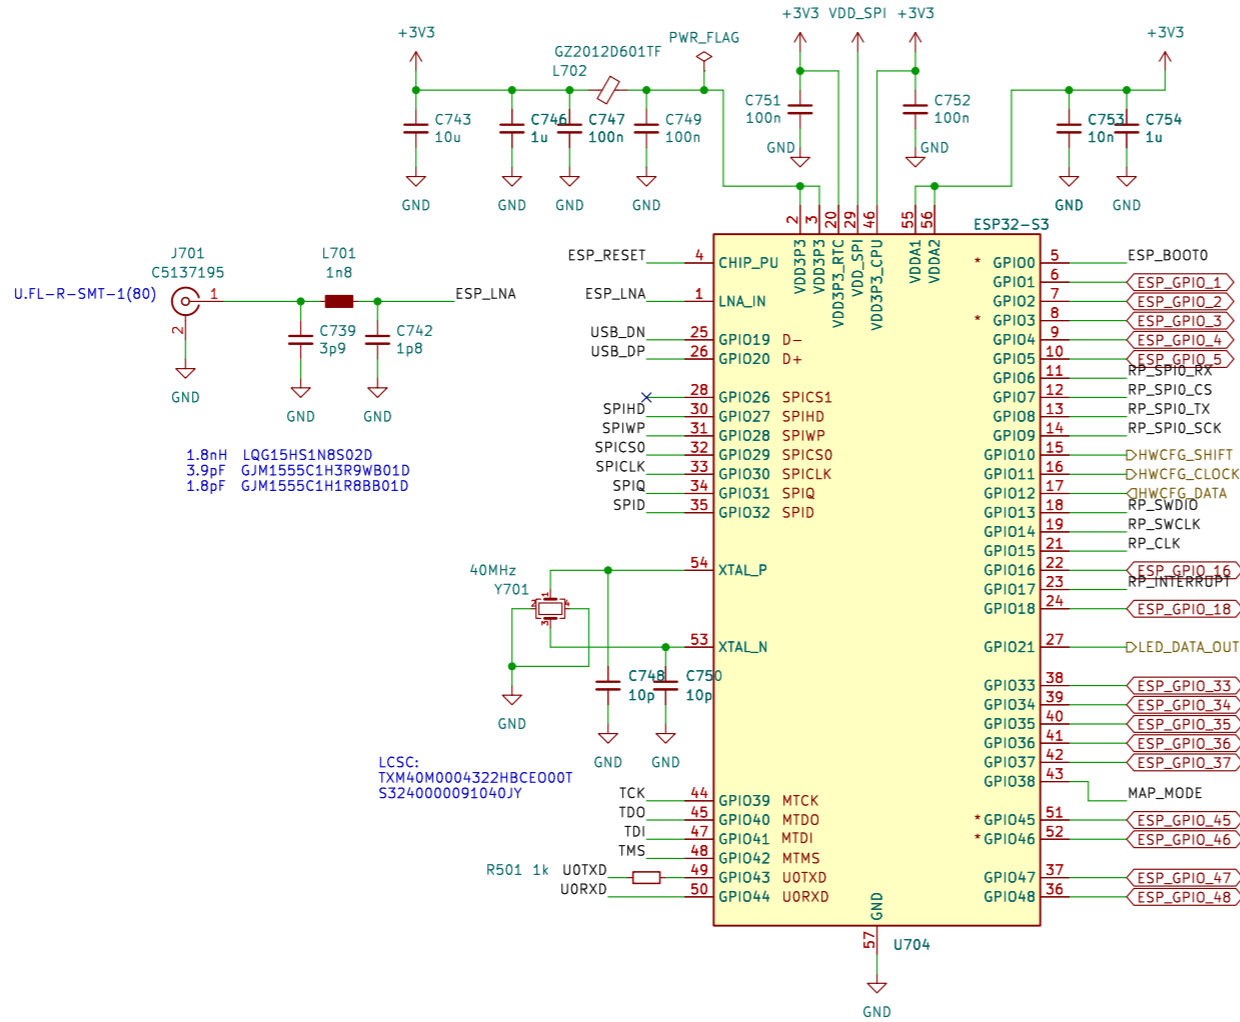 +3V3 VDD_SPI +3V3
+3V3
PWR_FLAG
+3V3
GZ2012D601TF
L702
C743
10u
C746
1u
C747
100n
C749
100n
C751
100n
C752
100n
C753
10n
C754
1u
GND
GND
GND
GND
GND
GND
GND
GND
2
3
20
29
46
55
56
VDD3P3
VDD3P3
VDD3P3_RTC
VDD_SPI
VDD3P3_CPU
VDDA1
VDDA2
ESP32-S3
J701
C5137195
U.FL-R-SMT-1(80)
1
2
GND
L701
1n8
ESP_LNA
C739
3p9
C742
1p8
GND
GND
1.8nH LQG15HS1N8S02D
3.9pF GJM1555C1H3R9WB01D
1.8pF GJM1555C1H1R8BB01D
ESP_RESET 4 CHIP_PU
ESP_LNA 1 LNA_IN
USB_DN 25 GPIO19 D-
USB_DP 26 GPIO20 D+
28 GPIO26 SPICS1
SPIHD 30 GPIO27 SPIHD
SPIWP 31 GPIO28 SPIWP
SPICS0 32 GPIO29 SPICS0
SPICLK 33 GPIO30 SPICLK
SPIQ 34 GPIO31 SPIQ
SPID 35 GPIO32 SPID
54 XTAL_P
53 XTAL_N
40MHz
Y701
1
2
4
3
GND
C748
10p
C750
10p
GND
GND
LCSC:
TXM40M0004322HBCEO00T
S3240000091040JY
TCK 44 GPIO39 MTCK
TDO 45 GPIO40 MTDO
TDI 47 GPIO41 MTDI
TMS 48 GPIO42 MTMS
R501 1k U0TXD 49 GPIO43 U0TXD
U0RXD 50 GPIO44 U0RXD
* GPIO0 5 ESP_BOOT0
GPIO1 6 ESP_GPIO_1
GPIO2 7 ESP_GPIO_2
* GPIO3 8 ESP_GPIO_3
GPIO4 9 ESP_GPIO_4
GPIO5 10 ESP_GPIO_5
GPIO6 11 RP_SPI0_RX
GPIO7 12 RP_SPI0_CS
GPIO8 13 RP_SPI0_TX
GPIO9 14 RP_SPI0_SCK
GPIO10 15 HWCFG_SHIFT
GPIO11 16 HWCFG_CLOCK
GPIO12 17 HWCFG_DATA
GPIO13 18 RP_SWDIO
GPIO14 19 RP_SWCLK
GPIO15 21 RP_CLK
GPIO16 22 ESP_GPIO_16
GPIO17 23 RP_INTERRUPT
GPIO18 24 ESP_GPIO_18
GPIO21 27 LED_DATA_OUT
GPIO33 38 ESP_GPIO_33
GPIO34 39 ESP_GPIO_34
GPIO35 40 ESP_GPIO_35
GPIO36 41 ESP_GPIO_36
GPIO37 42 ESP_GPIO_37
GPIO38 43 MAP_MODE
* GPIO45 51 ESP_GPIO_45
* GPIO46 52 ESP_GPIO_46
GPIO47 37 ESP_GPIO_47
GPIO48 36 ESP_GPIO_48
GND
57
U704
GND